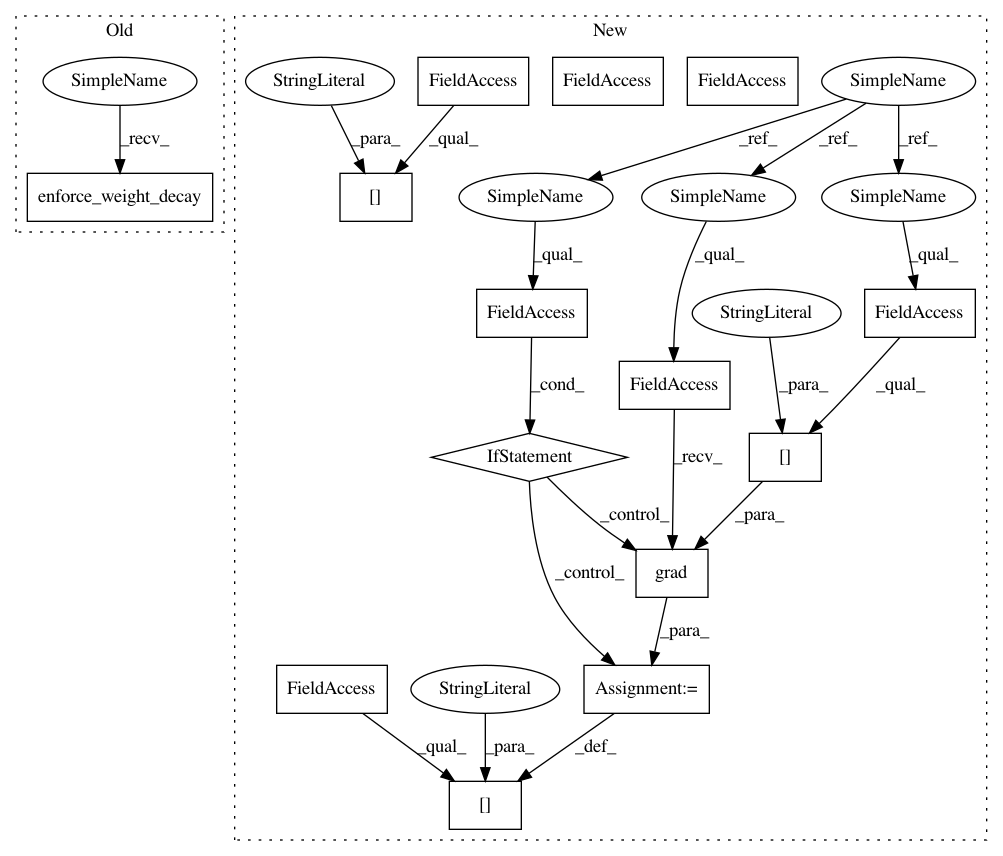 Old
New
SimpleName
StringLiteral
FieldAccess
FieldAccess
FieldAccess
SimpleName
_recv_
_para_
_qual_
_ref_
_ref_
_ref_
enforce_weight_decay
[]
SimpleName
SimpleName
SimpleName
_qual_
_qual_
_qual_
FieldAccess
StringLiteral
FieldAccess
_cond_
FieldAccess
_para_
_qual_
IfStatement
_recv_
[]
_control_
_para_
_control_
grad
_para_
FieldAccess
StringLiteral
Assignment:=
_qual_
_para_
_def_
[]